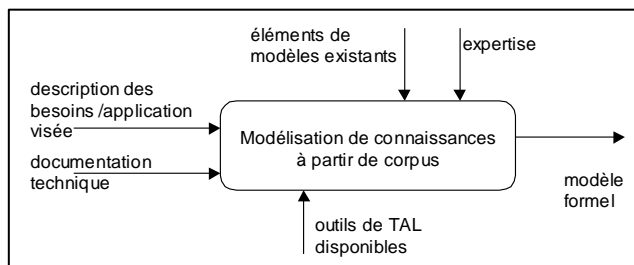 éléments de
modèles existants
expertise
description des
besoins /application
visée
documentation
technique
Modélisation de connaissances
à partir de corpus
modèle
formel
outils de TAL
disponibles